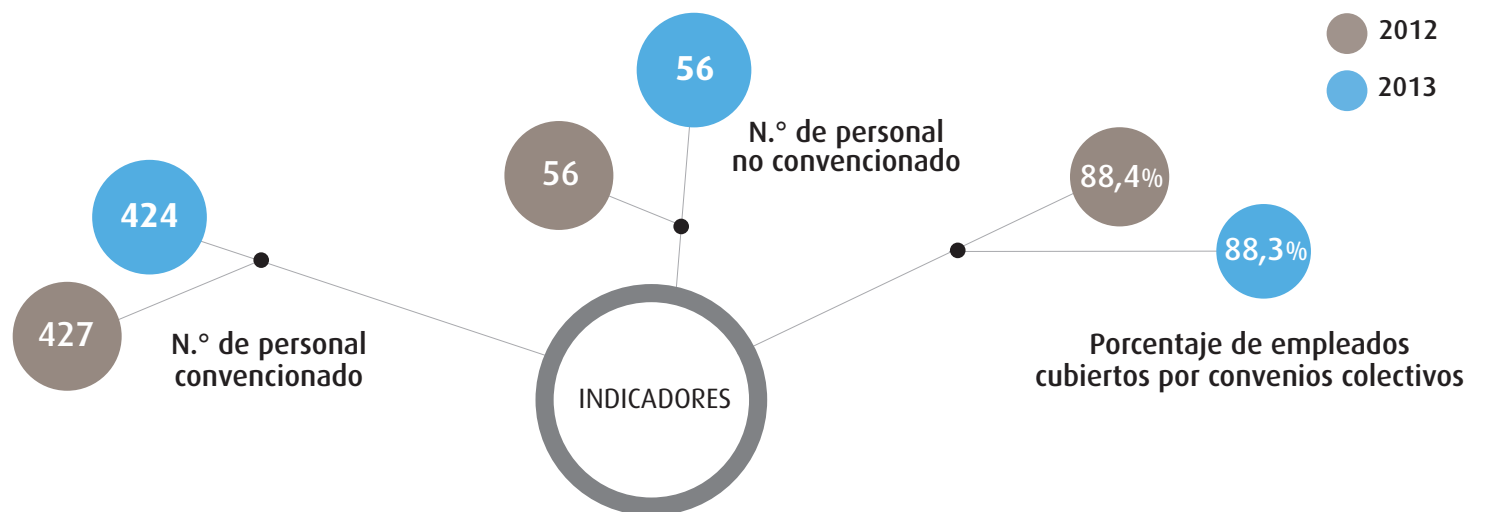 2012
2013
56
56
N.° de personal
no convencionado
88,4%
88,3%
424
427
N.° de personal
convencionado
Porcentaje de empleados
cubiertos por convenios colectivos
INDICADORES